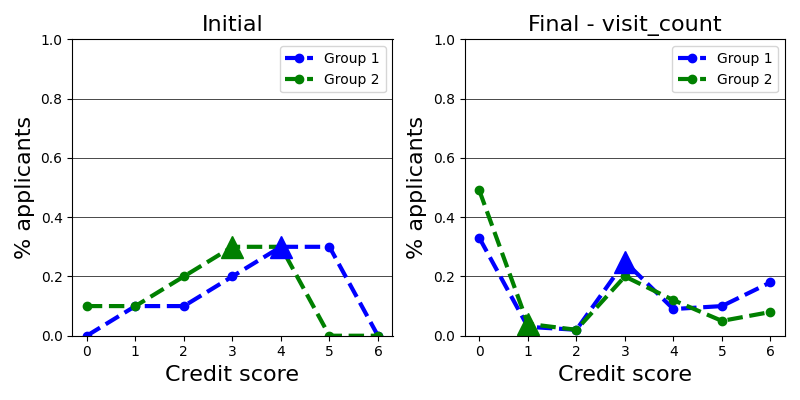 Initial
1.0
0.8
0.6
0.4
0.2
0.0
% applicants
0 1 2 3 4 5 6
Credit score
Group 1
Group 2
Final - visit_count
1.0
0.8
0.6
0.4
0.2
0.0
% applicants
0 1 2 3 4 5 6
Credit score
Group 1
Group 2